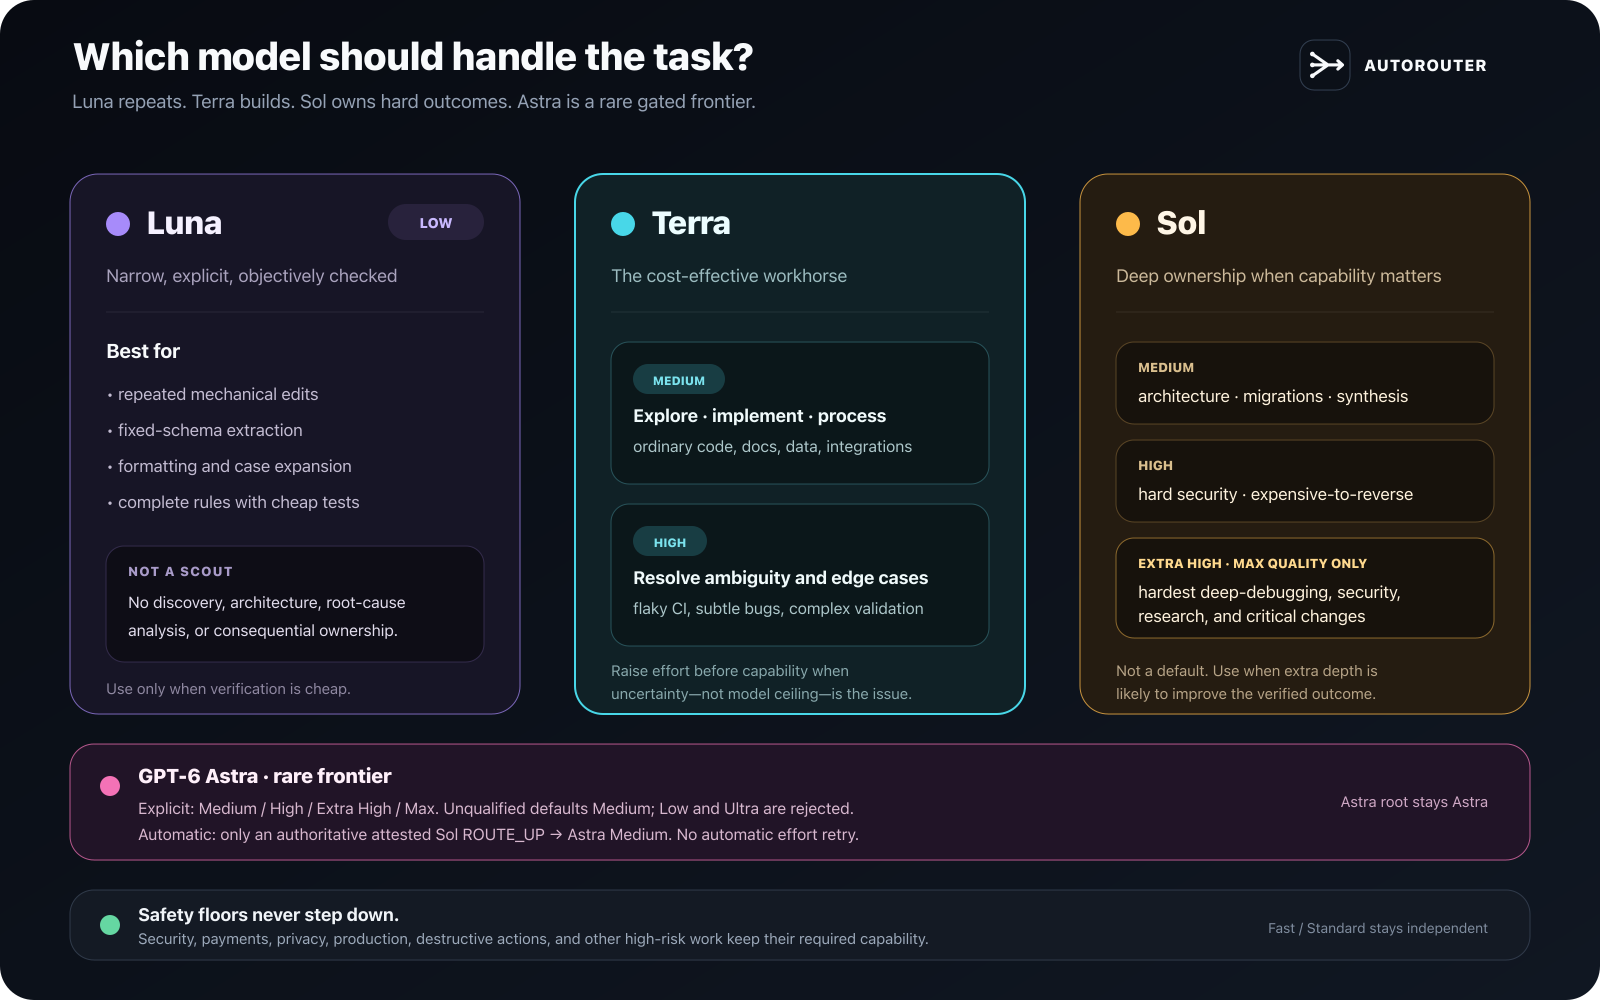 Which model should handle the task?
Luna repeats. Terra builds. Sol owns hard outcomes. Astra is a rare gated frontier.
AUTOROUTER
Luna
LOW
Narrow, explicit, objectively checked
Best for
• repeated mechanical edits
• fixed-schema extraction
• formatting and case expansion
• complete rules with cheap tests
NOT A SCOUT
No discovery, architecture, root-cause
analysis, or consequential ownership.
Use only when verification is cheap.
Terra
The cost-effective workhorse
MEDIUM
Explore · implement · process
ordinary code, docs, data, integrations
HIGH
Resolve ambiguity and edge cases
flaky CI, subtle bugs, complex validation
Raise effort before capability when
uncertainty—not model ceiling—is the issue.
Sol
Deep ownership when capability matters
MEDIUM
architecture · migrations · synthesis
HIGH
hard security · expensive-to-reverse
EXTRA HIGH · MAX QUALITY ONLY
hardest deep-debugging, security,
research, and critical changes
Not a default. Use when extra depth is
likely to improve the verified outcome.
GPT-6 Astra · rare frontier
Explicit: Medium / High / Extra High / Max. Unqualified defaults Medium; Low and Ultra are rejected.
Automatic: only an authoritative attested Sol ROUTE_UP → Astra Medium. No automatic effort retry.
Astra root stays Astra
Safety floors never step down.
Security, payments, privacy, production, destructive actions, and other high-risk work keep their required capability.
Fast / Standard stays independent